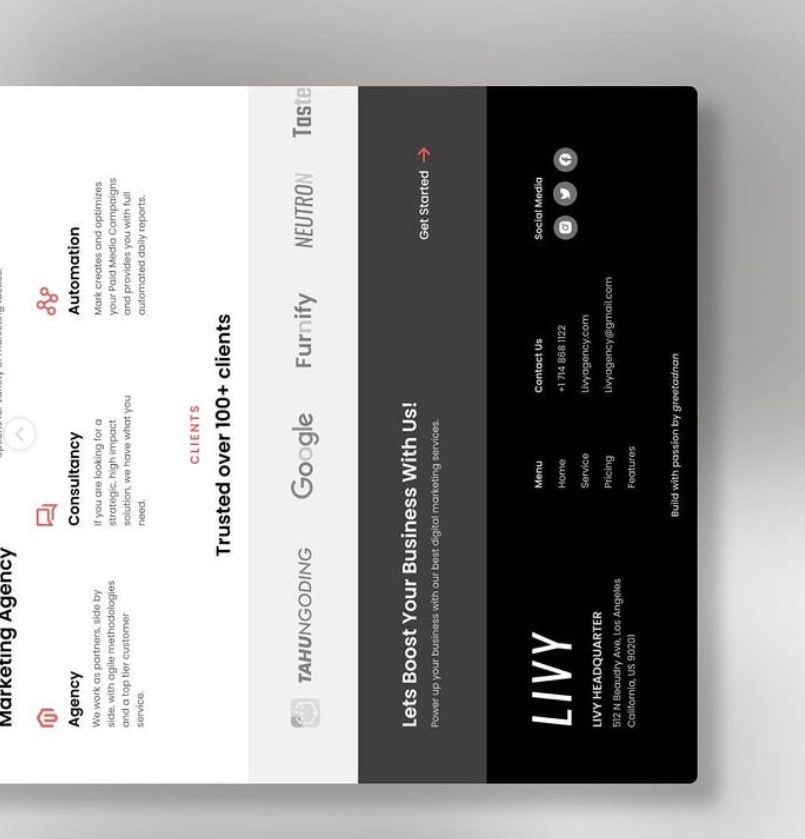 Marketing Agency
Agency
We work as partners, side by
side, with agile methodologies
and a top tier customer
service.
Consultancy
If you are looking for a
strategic, high impact
solution, we have what you
need.
Automation
Mark creates and optimizes
your Paid Media Campaigns
and provides you with full
automated daily reports.
CLIENTS
Trusted over 100+ clients
TAHUNGODING
Google
Furnify
NEUTRON
Taste
Lets Boost Your Business With Us!
Power up your business with our best digital marketing services.
Get Started
LIVY
LIVY HEADQUARTER
512 N Beaudry Ave, Los Angeles
California, US 90201
Menu
Home
Service
Pricing
Features
Contact Us
+1 714 868 1122
Livyagency.com
Livyagency@gmail.com
Social Media
Build with passion by greetadnan